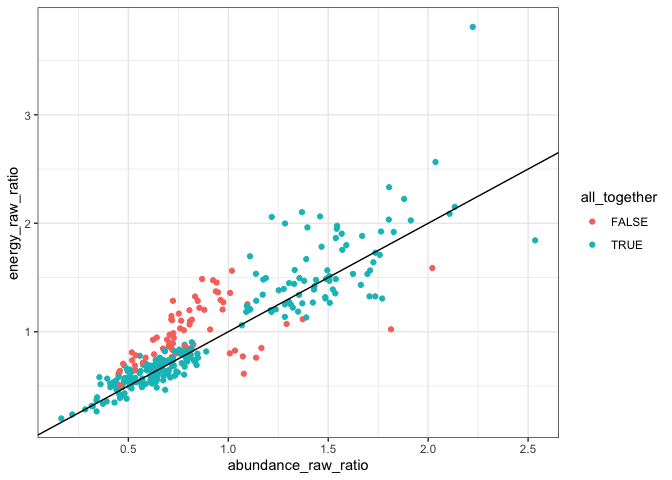 3
2
1
energy_raw_ratio
0.5 1.0 1.5 2.0 2.5
abundance_raw_ratio
all_together
FALSE
TRUE